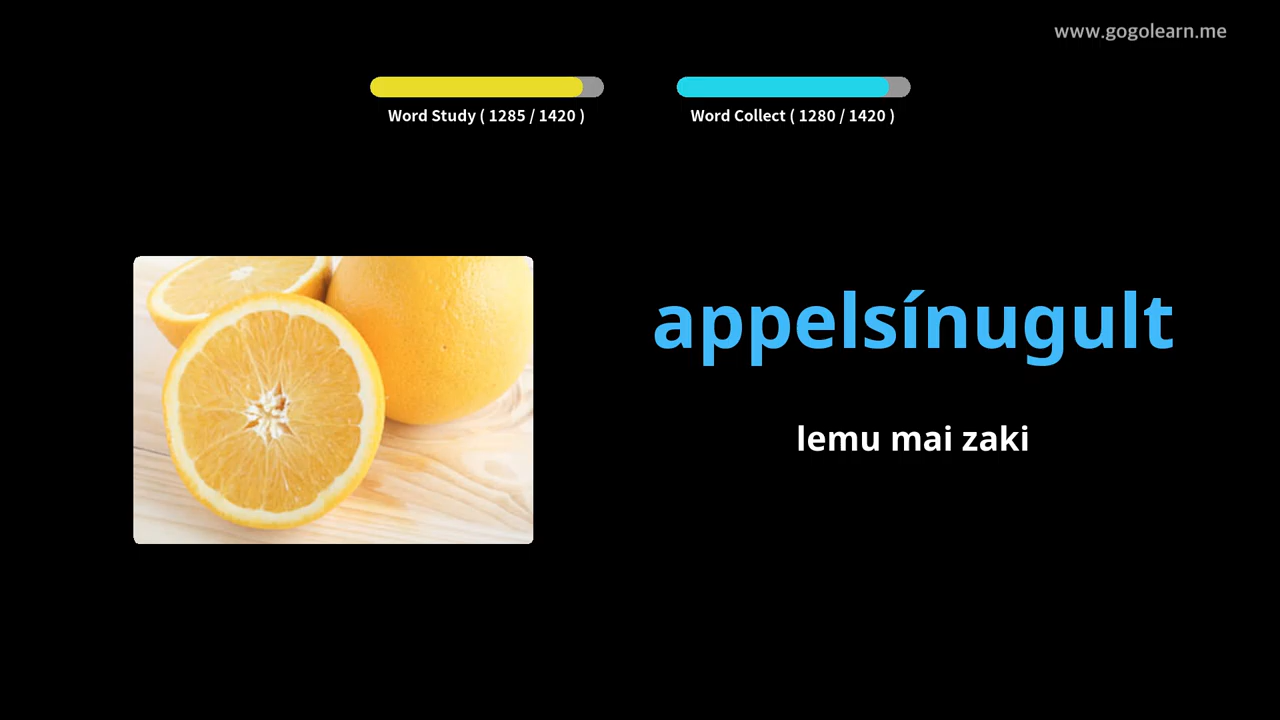 www.gogolearn.me
Word Study ( 1285 / 1420 )
Word Collect ( 1280 / 1420 )
appelsínugult
lemu mai zaki